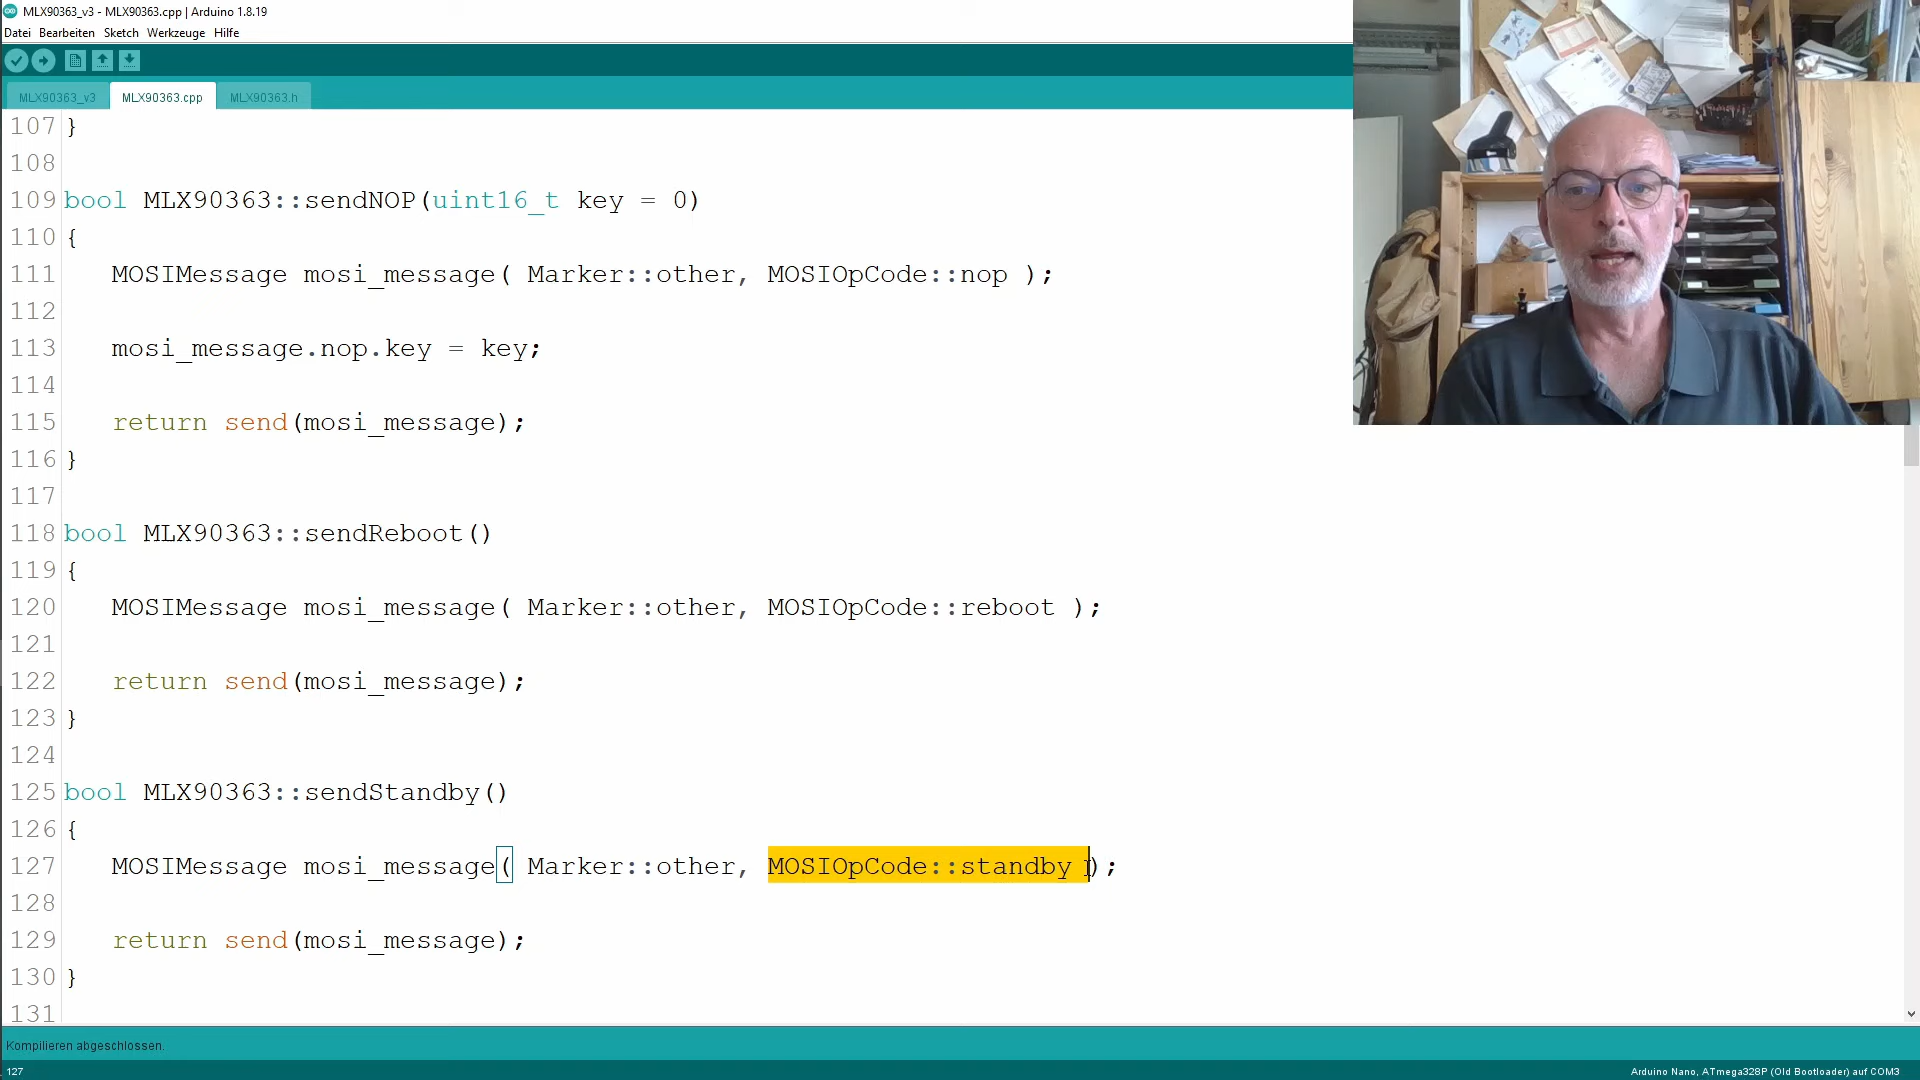 MLX90363_v3 - MLX90363.cpp | Arduino 1.8.19
Datei Bearbeiten Sketch Werkzeuge Hilfe
MLX90363_v3 MLX90363.cpp MLX90363.h
107 }
108
109 bool MLX90363::sendNOP(uint16_t key = 0)
110 {
111 MOSIMessage mosi_message( Marker::other, MOSIOpCode::nop );
112
113 mosi_message.nop.key = key;
114
115 return send(mosi_message);
116 }
117
118 bool MLX90363::sendReboot()
119 {
120 MOSIMessage mosi_message( Marker::other, MOSIOpCode::reboot );
121
122 return send(mosi_message);
123 }
124
125 bool MLX90363::sendStandby()
126 {
127 MOSIMessage mosi_message( Marker::other, MOSIOpCode::standby );
128
129 return send(mosi_message);
130 }
131
Kompilieren abgeschlossen.
127 Arduino Nano, ATmega328P (Old Bootloader) auf COM3